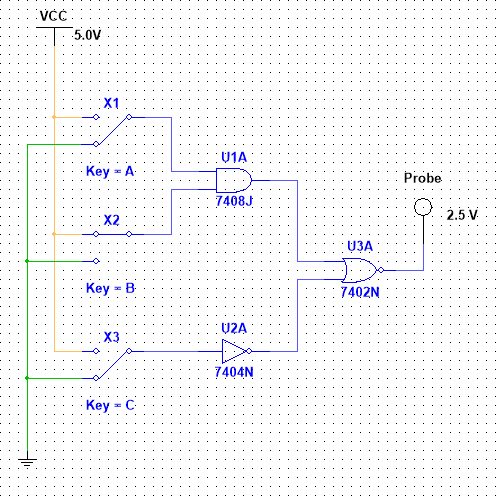 VCC
5.0V
X1
Key = A
U1A
7408J
Probe
2.5 V
X2
Key = B
U3A
7402N
X3
U2A
7404N
Key = C